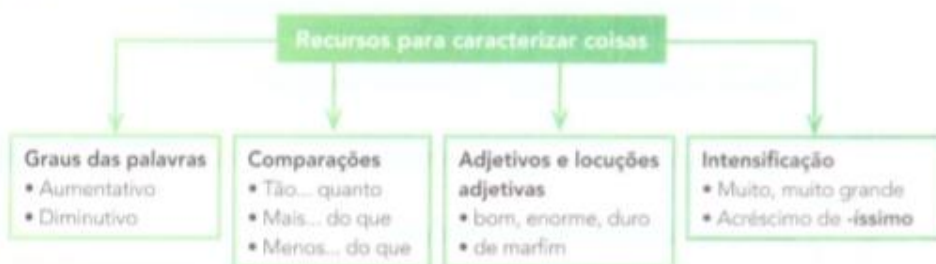 Recursos para caracterizar coisas
Graus das palavras
• Aumentativo
• Diminutivo
Comparações
• Tão... quanto
• Mais... do que
• Menos... do que
Adjetivos e locuções
adjetivas
• bom, enorme, duro
• de marfim
Intensificação
• Muito, muito grande
• Acréscimo de -íssimo